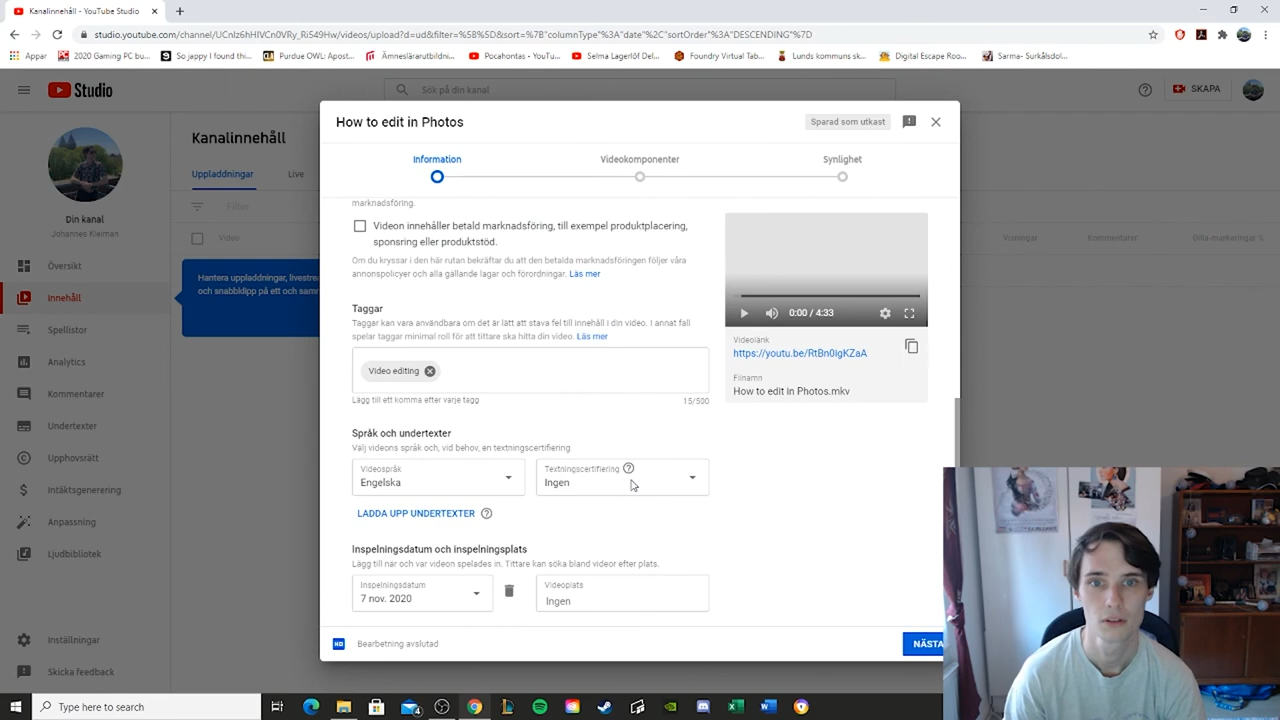 Kanalinnehåll - YouTube Studio
studio.youtube.com/channel/UCnlz6hHIVCn0VRy_Ri549Hw/videos/upload?d=ud&filter=%5B%5D&sort=%7B"columnType"%3A"date"%2C"sortOrder"%3A"DESCENDING"%7D
Appar
2020 Gaming PC bu...
So jappy I found thi...
Purdue OWL: Apost...
Ämneslärarutbildni...
Pocahontas - YouTu...
Selma Lagerlöf Del...
Foundry Virtual Tab...
Lunds kommuns sk...
Digital Escape Roo...
Sarma- Surkålsdol...
Studio
Sök på din kanal
SKAPA
Kanalinnehåll
Uppladdningar
Live
Filter
Video
Visningar
Kommentarer
Gilla-markeringar %
Hantera uppladdningar, livestrea
och snabbklipp på ett och sam
Din kanal
Johannes Kleiman
Översikt
Innehåll
Spellistor
Analytics
Kommentarer
Undertexter
Upphovsrätt
Intäktsgenerering
Anpassning
Ljudbibliotek
Inställningar
Skicka feedback
How to edit in Photos
Sparad som utkast
Information
Videokomponenter
Synlighet
marknadsföring.
Videon innehåller betald marknadsföring, till exempel produktplacering,
sponsring eller produktstöd.
Om du kryssar i den här rutan bekräftar du att den betalda marknadsföringen följer våra
annonspolicyer och alla gällande lagar och förordningar. Läs mer
Taggar
Taggar kan vara användbara om det är lätt att stava fel till innehåll i din video. I annat fall
spelar taggar minimal roll för att tittare ska hitta din video. Läs mer
Video editing
Lägg till ett komma efter varje tagg
15/500
Språk och undertexter
Välj videons språk och, vid behov, en textningscertifiering
Videospråk
Engelska
Textningscertifiering
Ingen
LADDA UPP UNDERTEXTER
Inspelningsdatum och inspelningsplats
Lägg till när och var videon spelades in. Tittare kan söka bland videor efter plats.
Inspelningsdatum
7 nov. 2020
Videoplats
Ingen
0:00 / 4:33
Videolänk
https://youtu.be/RtBn0igKZaA
Filnamn
How to edit in Photos.mkv
HD
Bearbetning avslutad
NÄSTA
Type here to search
4